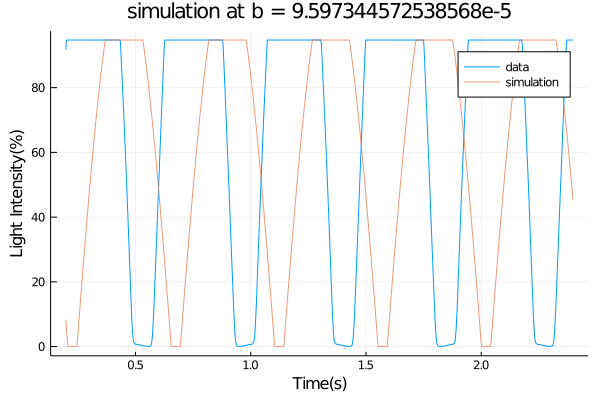 simulation at b = 9.597344572538568e-5
data
simulation
Light Intensity(%)
80
60
40
20
0
0.5 1.0 1.5 2.0
Time(s)